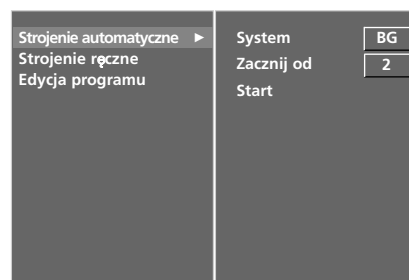 Strojenie automatyczne ►
Strojenie ręczne
Edycja programu
System BG
Zacznij od 2
Start